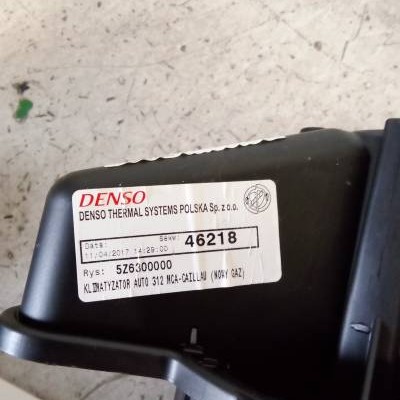 DENSO
DENSO THERMAL SYSTEMS POLSKA Sp. z o.o.
Data: Sekw: 46218
11/04/2017 14:29:00
Rys: 5Z6300000
KLIMATYZATOR AUTO 312 MCA-CAILLAU (NOWY GAZ)